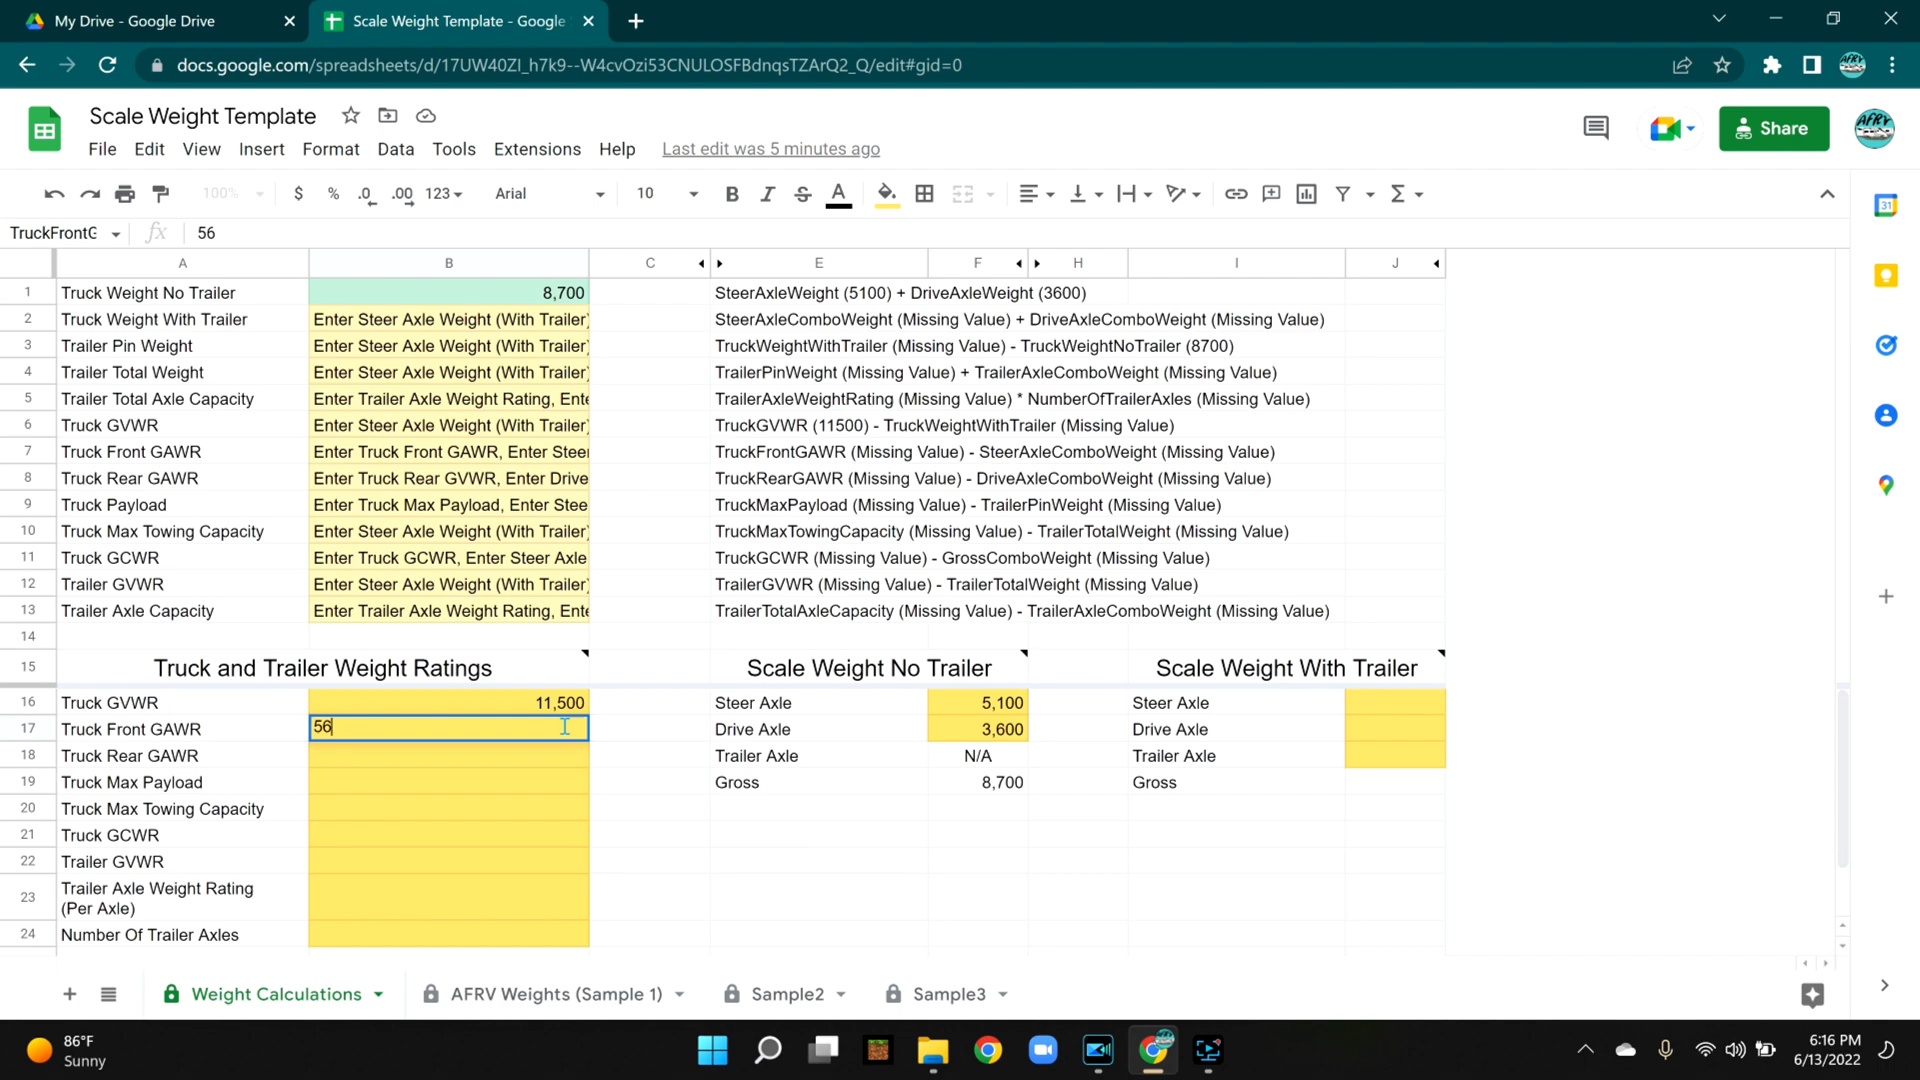 My Drive - Google Drive
Scale Weight Template - Google
docs.google.com/spreadsheets/d/17UW40ZI_h7k9--W4cvOzi53CNULOSFBdnqsTZArQ2_Q/edit#gid=0
Scale Weight Template
File Edit View Insert Format Data Tools Extensions Help Last edit was 5 minutes ago
Share
AFRV
100% $ % .0 .00 123 Arial 10 B I S A
TruckFrontG fx 56
A B C E F H I J
1 Truck Weight No Trailer 8,700 SteerAxleWeight (5100) + DriveAxleWeight (3600)
2 Truck Weight With Trailer Enter Steer Axle Weight (With Trailer) SteerAxleComboWeight (Missing Value) + DriveAxleComboWeight (Missing Value)
3 Trailer Pin Weight Enter Steer Axle Weight (With Trailer) TruckWeightWithTrailer (Missing Value) - TruckWeightNoTrailer (8700)
4 Trailer Total Weight Enter Steer Axle Weight (With Trailer) TrailerPinWeight (Missing Value) + TrailerAxleComboWeight (Missing Value)
5 Trailer Total Axle Capacity Enter Trailer Axle Weight Rating, Ente TrailerAxleWeightRating (Missing Value) * NumberOfTrailerAxles (Missing Value)
6 Truck GVWR Enter Steer Axle Weight (With Trailer) TruckGVWR (11500) - TruckWeightWithTrailer (Missing Value)
7 Truck Front GAWR Enter Truck Front GAWR, Enter Steer TruckFrontGAWR (Missing Value) - SteerAxleComboWeight (Missing Value)
8 Truck Rear GAWR Enter Truck Rear GVWR, Enter Drive TruckRearGAWR (Missing Value) - DriveAxleComboWeight (Missing Value)
9 Truck Payload Enter Truck Max Payload, Enter Stee TruckMaxPayload (Missing Value) - TrailerPinWeight (Missing Value)
10 Truck Max Towing Capacity Enter Steer Axle Weight (With Trailer) TruckMaxTowingCapacity (Missing Value) - TrailerTotalWeight (Missing Value)
11 Truck GCWR Enter Truck GCWR, Enter Steer Axle TruckGCWR (Missing Value) - GrossComboWeight (Missing Value)
12 Trailer GVWR Enter Steer Axle Weight (With Trailer) TrailerGVWR (Missing Value) - TrailerTotalWeight (Missing Value)
13 Trailer Axle Capacity Enter Trailer Axle Weight Rating, Ente TrailerTotalAxleCapacity (Missing Value) - TrailerAxleComboWeight (Missing Value)
14
15 Truck and Trailer Weight Ratings Scale Weight No Trailer Scale Weight With Trailer
16 Truck GVWR 11,500 Steer Axle 5,100 Steer Axle
17 Truck Front GAWR 56 Drive Axle 3,600 Drive Axle
18 Truck Rear GAWR Trailer Axle N/A Trailer Axle
19 Truck Max Payload Gross 8,700 Gross
20 Truck Max Towing Capacity
21 Truck GCWR
22 Trailer GVWR
23 Trailer Axle Weight Rating
(Per Axle)
24 Number Of Trailer Axles
Weight Calculations AFRV Weights (Sample 1) Sample2 Sample3
86°F
Sunny
6:16 PM
6/13/2022